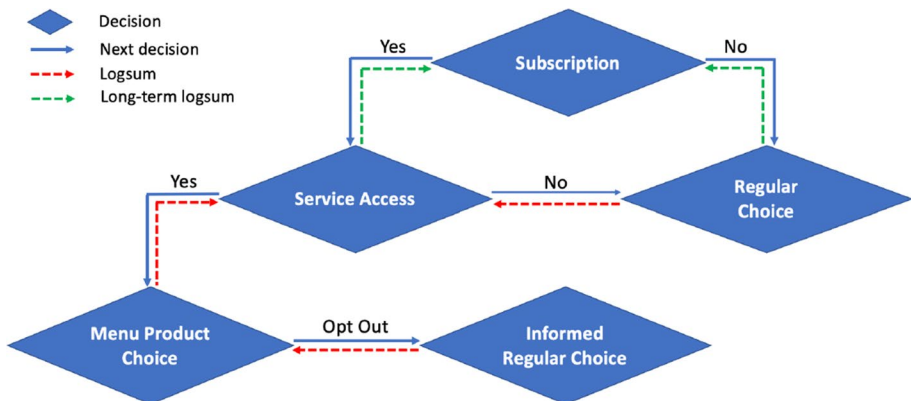 Decision
Next decision
Logsum
Long-term logsum
Yes
No
Subscription
Yes
Service Access
No
Regular
Choice
Menu Product
Choice
Opt Out
Informed
Regular Choice